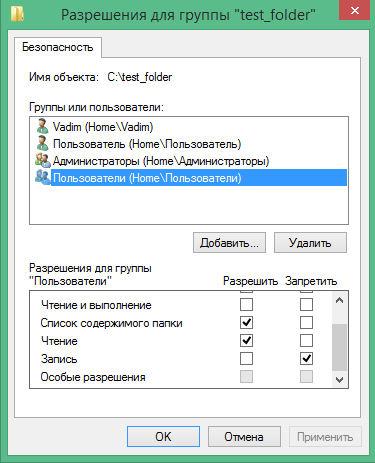 Разрешения для группы "test_folder"
Безопасность
Имя объекта: C:\test_folder
Группы или пользователи:
Vadim (Home\Vadim)
Пользователь (Home\Пользователь)
Администраторы (Home\Администраторы)
Пользователи (Home\Пользователи)
Добавить... Удалить
Разрешения для группы
"Пользователи" Разрешить Запретить
Чтение и выполнение
Список содержимого папки
Чтение
Запись
Особые разрешения
OK Отмена Применить